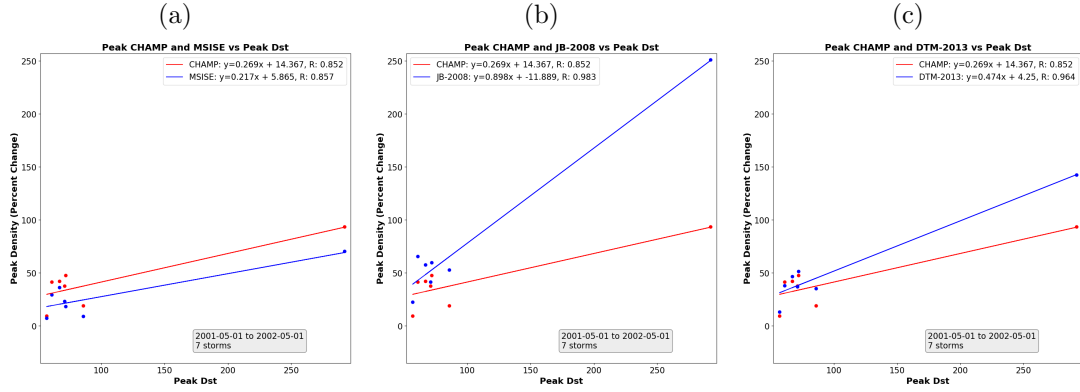 (a)
Peak CHAMP and MSISE vs Peak Dst
CHAMP: y=0.269x + 14.367, R: 0.852
MSISE: y=0.217x + 5.865, R: 0.857
250
200
150
100
50
0
Peak Density (Percent Change)
2001-05-01 to 2002-05-01
7 storms
100
150
200
250
Peak Dst
(b)
Peak CHAMP and JB-2008 vs Peak Dst
CHAMP: y=0.269x + 14.367, R: 0.852
JB-2008: y=0.898x + -11.889, R: 0.983
250
200
150
100
50
0
Peak Density (Percent Change)
2001-05-01 to 2002-05-01
7 storms
100
150
200
250
Peak Dst
(c)
Peak CHAMP and DTM-2013 vs Peak Dst
CHAMP: y=0.269x + 14.367, R: 0.852
DTM-2013: y=0.474x + 4.25, R: 0.964
250
200
150
100
50
0
Peak Density (Percent Change)
2001-05-01 to 2002-05-01
7 storms
100
150
200
250
Peak Dst